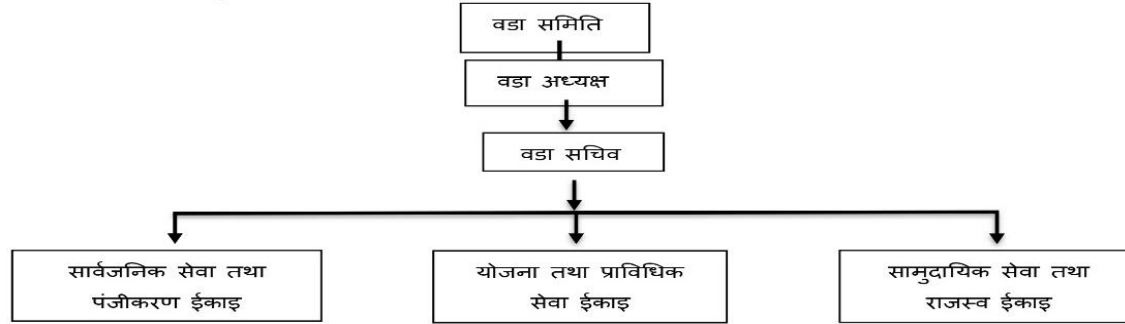 वडा समिति
वडा अध्यक्ष
वडा सचिव
सार्वजनिक सेवा तथा
पंजीकरण ईकाइ
योजना तथा प्राविधिक
सेवा ईकाइ
सामुदायिक सेवा तथा
राजस्व ईकाइ